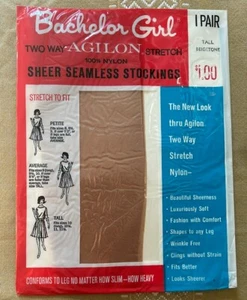 Bachelor Girl
1 PAIR
TWO WAY AGILON STRETCH
100% NYLON
SHEER SEAMLESS STOCKINGS
TALL
$1.00
STRETCH TO FIT
PETITE
AVERAGE
TALL
The New Look
thru Agilon
Two Way
Stretch
Nylon—
- Beautiful Sheerness
- Luxuriously Soft
- Fashion with Comfort
- Shapes to any Leg
- Wrinkle Free
- Clings without Strain
- Fits Better
- Looks Sheerer
CONFORMS TO LEG NO MATTER HOW SLIM—HOW HEAVY